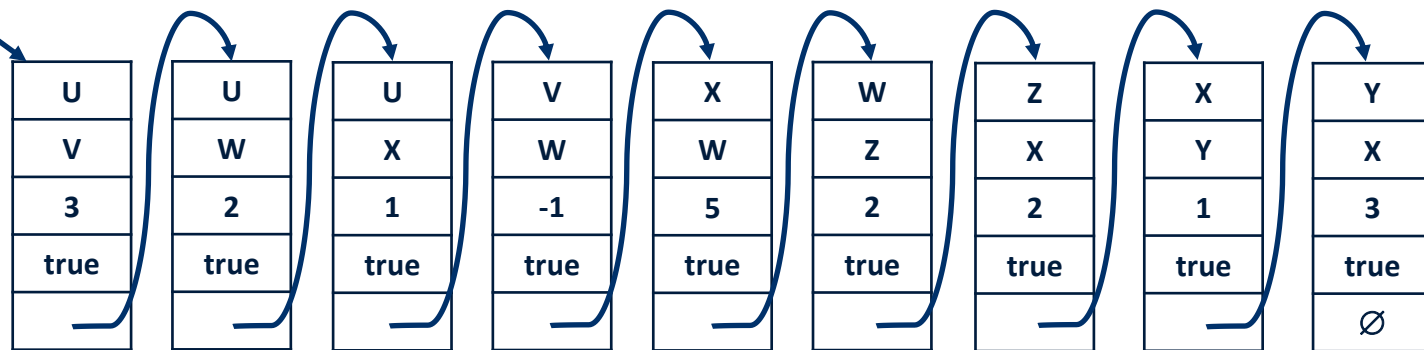 U U U V X W Z X Y
V W X W W Z X Y X
3 2 1 -1 5 2 2 1 3
true true true true true true true true true
∅